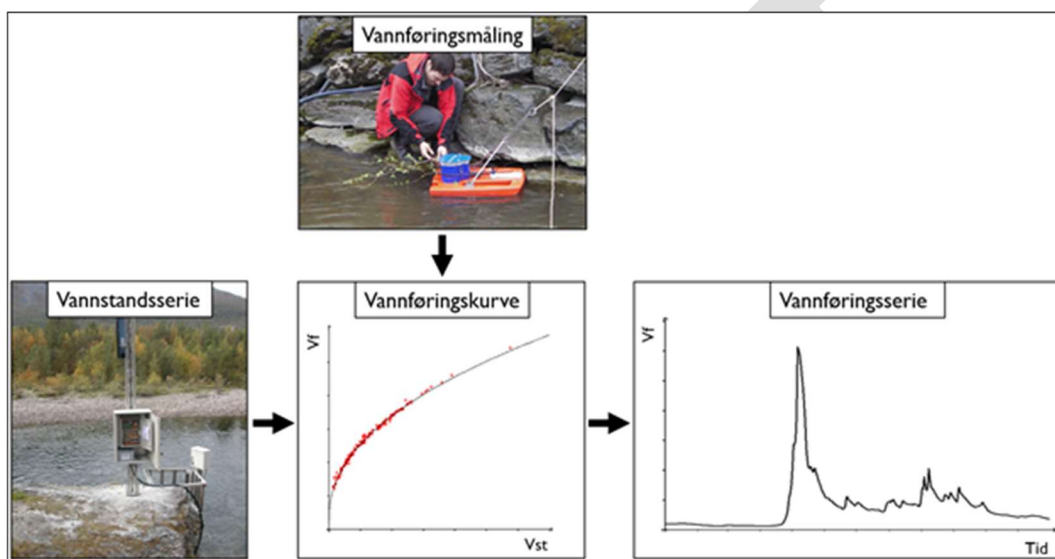 Vannføringsmåling
Vannstandsserie
Vannføringskurve
Vf
Vst
Vannføringsserie
Vf
Tid